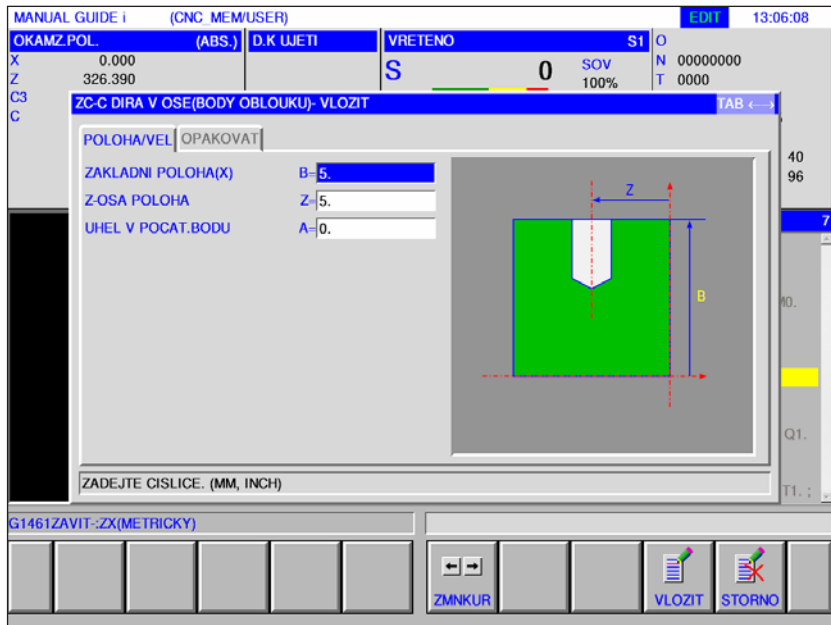 MANUAL GUIDE i (CNC_MEM/USER) EDIT 13:06:08
OKAMZ.POL. (ABS.) D.K UJETI VRETENO S1 O
X 0.000 S 0 SOV N 00000000
Z 326.390 100% T 0000
C3
C
ZC-C DIRA V OSE(BODY OBLOUKU)- VLOZIT TAB ←→
POLOHA/VEL OPAKOVAT
ZAKLADNI POLOHA(X) B= 5.
Z-OSA POLOHA Z= 5.
UHEL V POCAT.BODU A= 0.
Z
B
40
96
7
M0.
Q1.
T1. ;
ZADEJTE CISLICE. (MM, INCH)
G1461ZAVIT-:ZX(METRICKY)
ZMNKUR VLOZIT STORNO